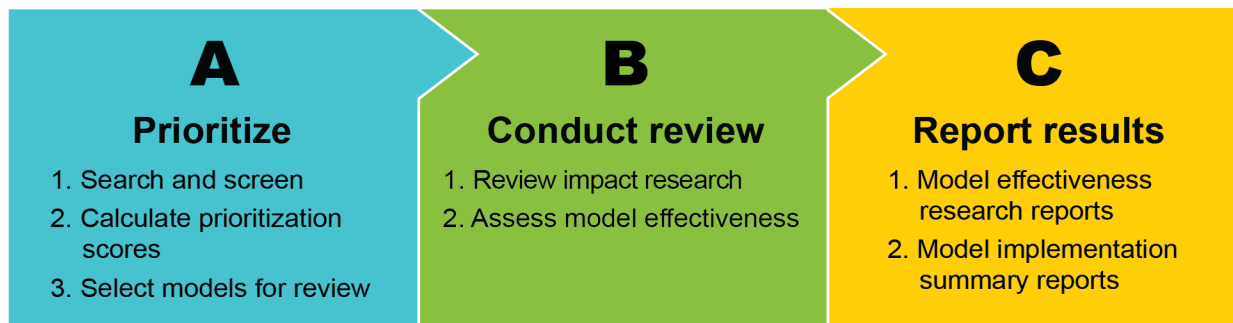 A
Prioritize
1. Search and screen
2. Calculate prioritization
scores
3. Select models for review
B
Conduct review
1. Review impact research
2. Assess model effectiveness
C
Report results
1. Model effectiveness
research reports
2. Model implementation
summary reports